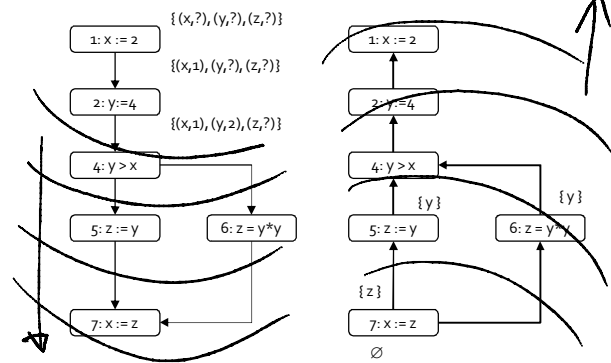 {(x,?),(y,?),(z,?)}
1: x := 2
{(x,1),(y,?),(z,?)}
2: y:=4
{(x,1),(y,2),(z,?)}
4: y > x
5: z := y
6: z = y*y
7: x := z
1: x := 2
2: y:=4
4: y > x
{y}
{y}
5: z := y
6: z = y*y
{z}
7: x := z
∅